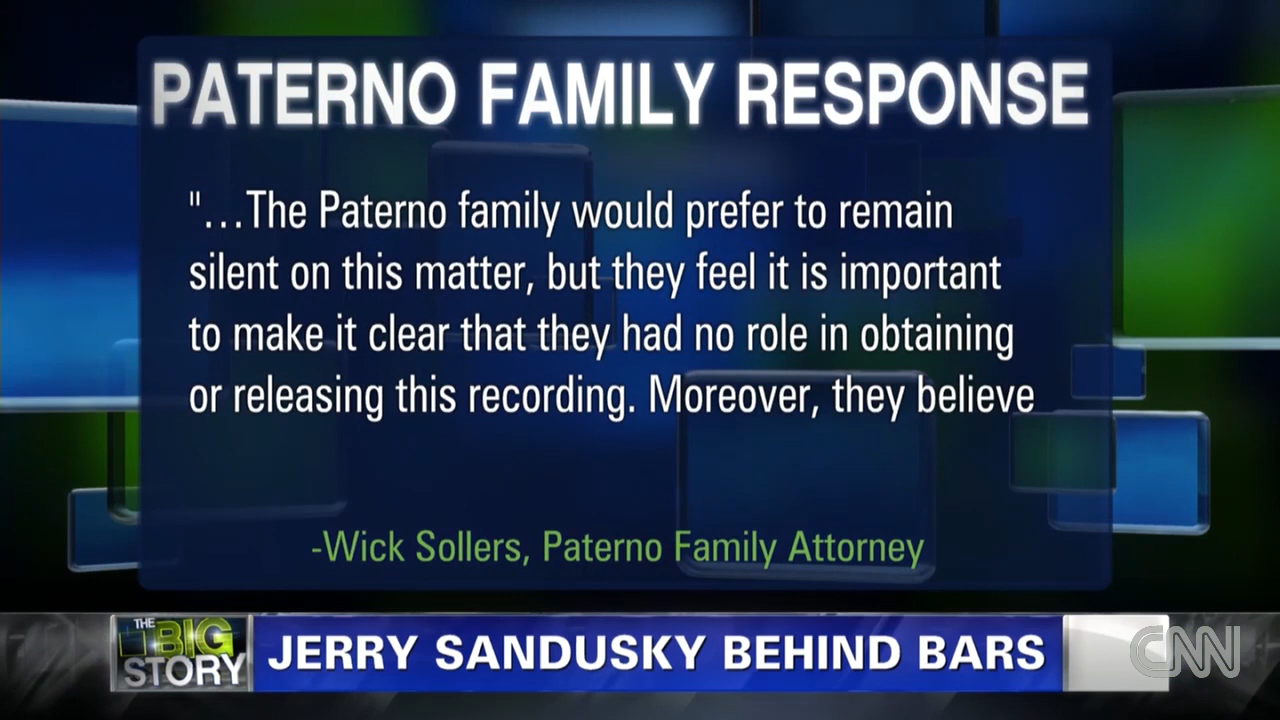 PATERNO FAMILY RESPONSE
"...The Paterno family would prefer to remain
silent on this matter, but they feel it is important
to make it clear that they had no role in obtaining
or releasing this recording. Moreover, they believe
-Wick Sollers, Paterno Family Attorney
THE BIG STORY
JERRY SANDUSKY BEHIND BARS
CNN